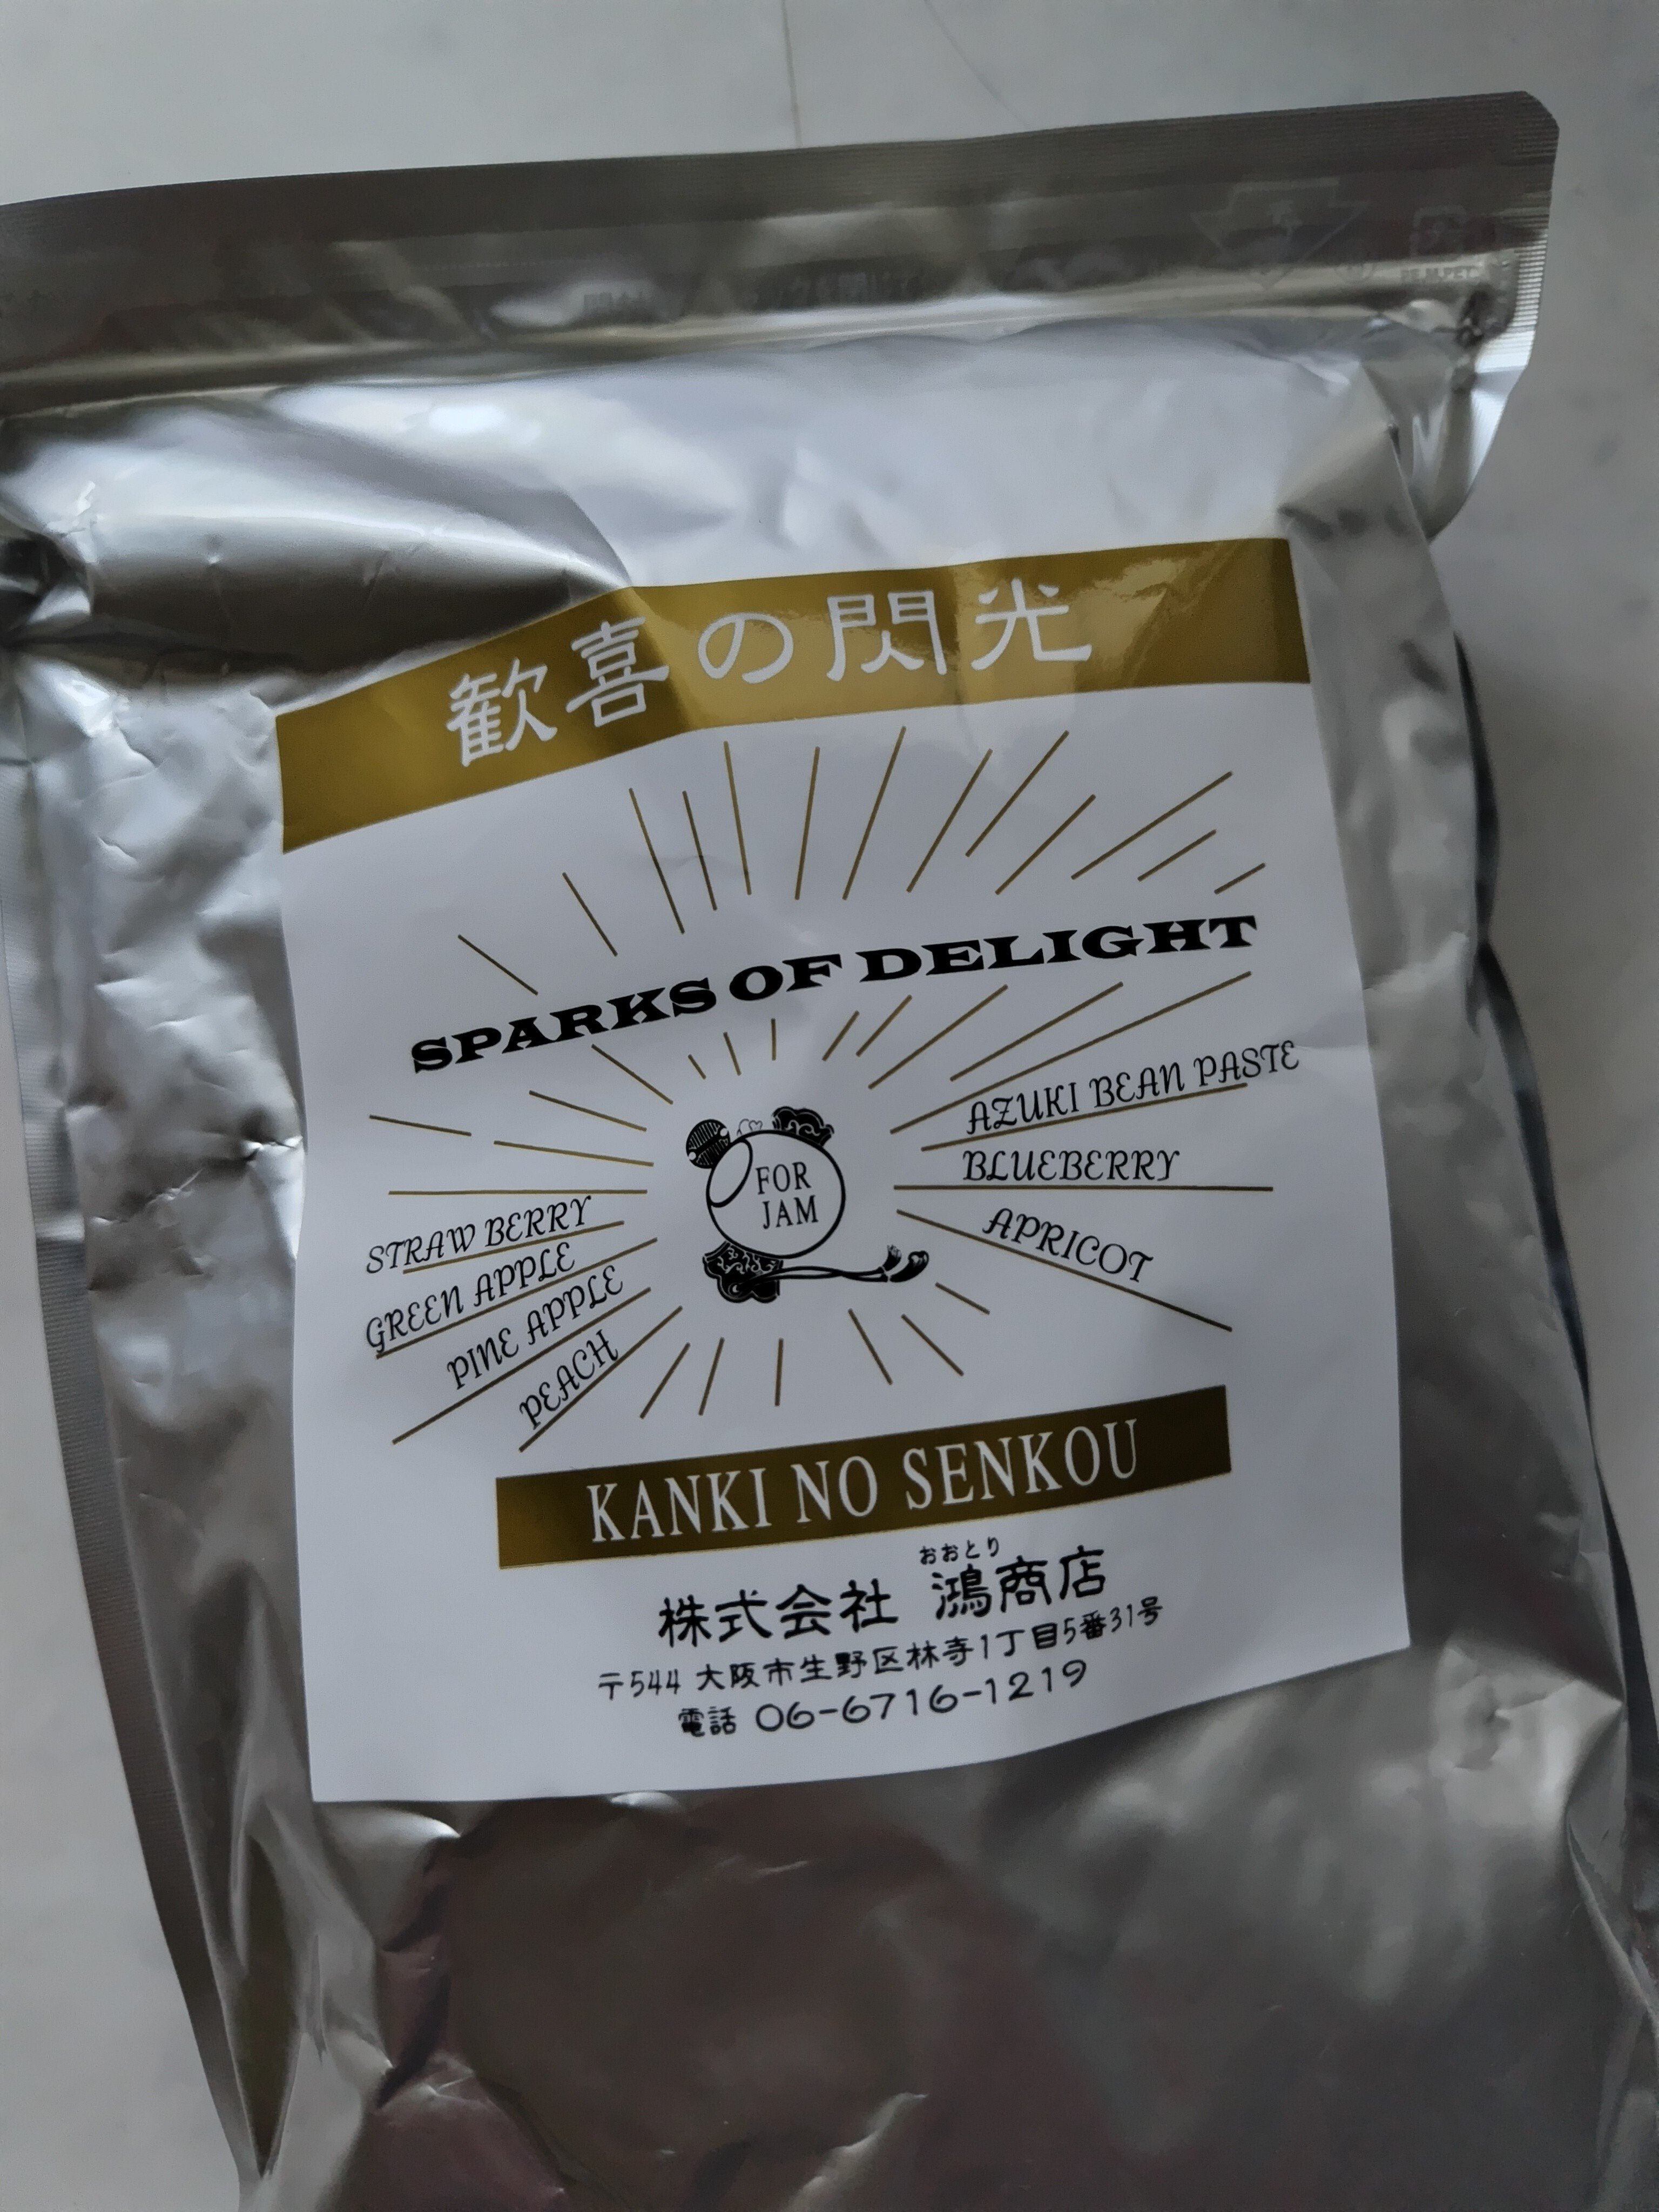 歓喜の閃光
SPARKS OF DELIGHT
FOR
JAM
STRAW BERRY
GREEN APPLE
PINE APPLE
PEACH
AZUKI BEAN PASTE
BLUEBERRY
APRICOT
KANKI NO SENKOU
おおとり
株式会社 鴻商店
〒544 大阪市生野区林寺1丁目5番31号
電話 06-6716-1219